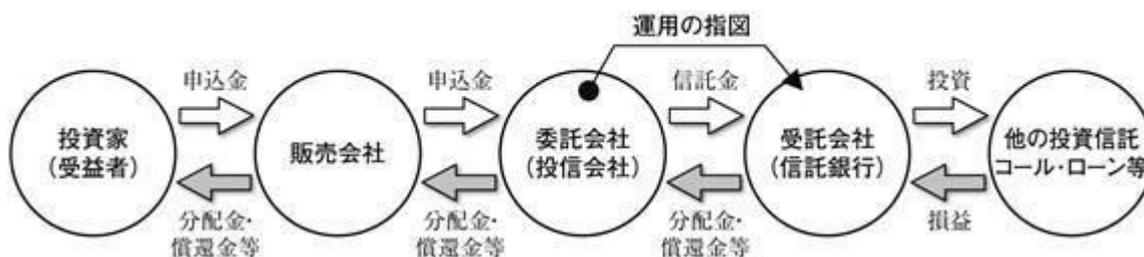 運用の指図
申込金
申込金
信託金
投資
投資家
(受益者)
販売会社
委託会社
(投信会社)
受託会社
(信託銀行)
他の投資信託
コール・ローン等
分配金・
償還金等
分配金・
償還金等
分配金・
償還金等
損益